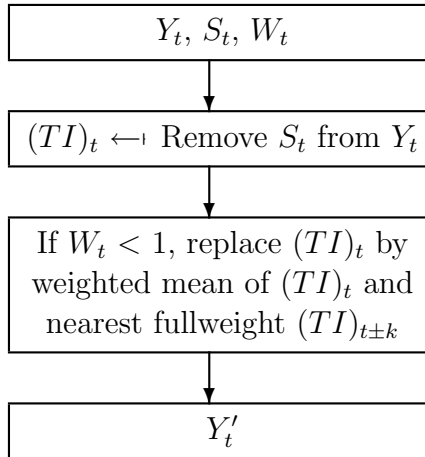 Y_t, S_t, W_t
(TI)_t ⟵ Remove S_t from Y_t
If W_t < 1, replace (TI)_t by
weighted mean of (TI)_t and
nearest fullweight (TI)_{t±k}
Y'_t